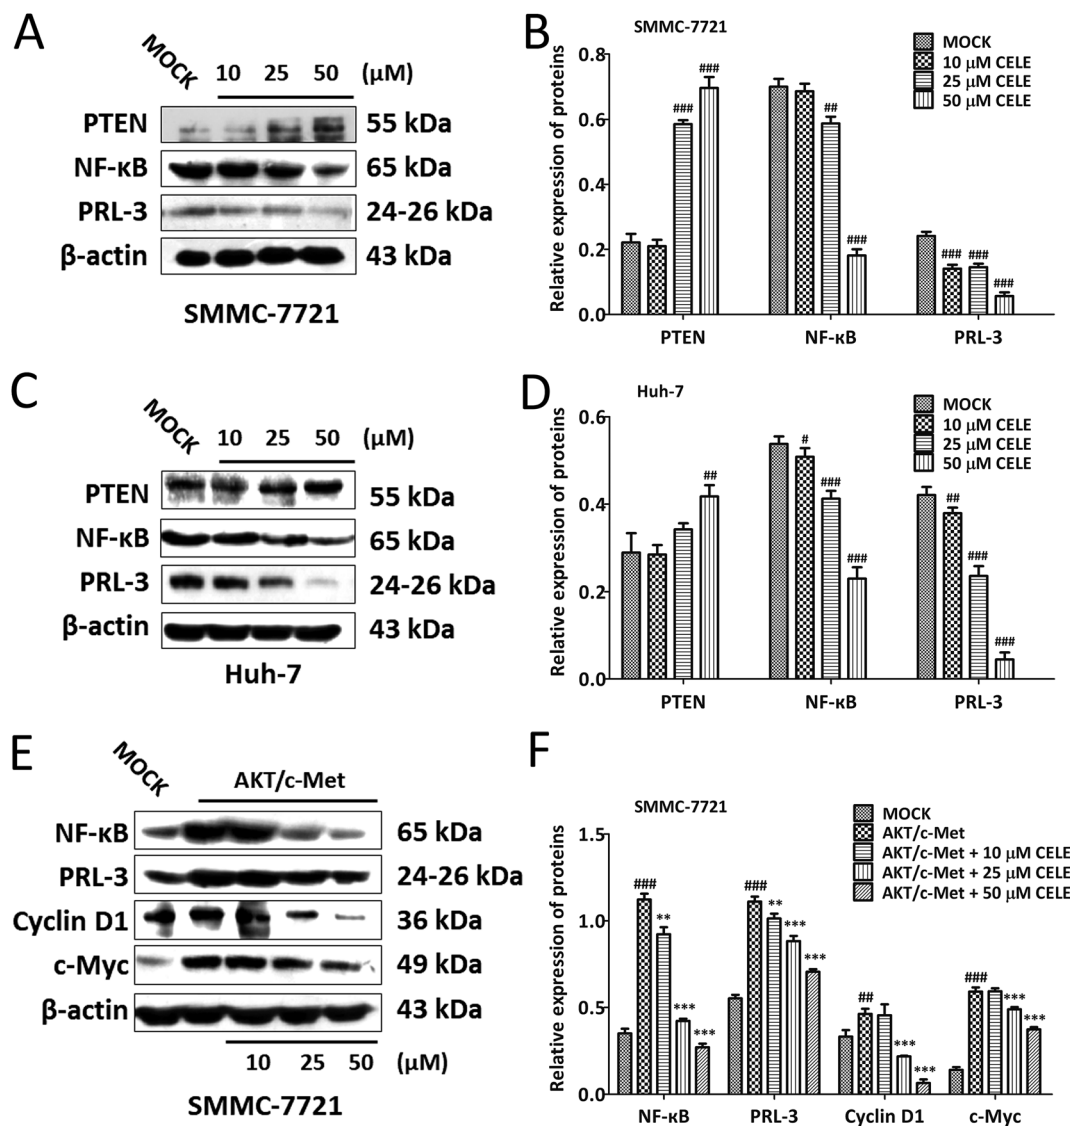 A
MOCK
10 25 50 (μM)
PTEN 55 kDa
NF-κB 65 kDa
PRL-3 24-26 kDa
β-actin 43 kDa
SMMC-7721
B
SMMC-7721
MOCK
10 μM CELE
25 μM CELE
50 μM CELE
Relative expression of proteins
0.8
0.6
0.4
0.2
0.0
### ###
## ###
### ### ###
PTEN NF-κB PRL-3
C
MOCK
10 25 50 (μM)
PTEN 55 kDa
NF-κB 65 kDa
PRL-3 24-26 kDa
β-actin 43 kDa
Huh-7
D
Huh-7
MOCK
10 μM CELE
25 μM CELE
50 μM CELE
Relative expression of proteins
0.6
0.4
0.2
0.0
##
# ### ###
## ### ###
PTEN NF-κB PRL-3
E
MOCK AKT/c-Met
NF-κB 65 kDa
PRL-3 24-26 kDa
Cyclin D1 36 kDa
c-Myc 49 kDa
β-actin 43 kDa
10 25 50 (μM)
SMMC-7721
F
SMMC-7721
MOCK
AKT/c-Met
AKT/c-Met + 10 μM CELE
AKT/c-Met + 25 μM CELE
AKT/c-Met + 50 μM CELE
Relative expression of proteins
1.5
1.0
0.5
0.0
### ** *** ***
### ** *** ***
## *** ***
### *** ***
NF-κB PRL-3 Cyclin D1 c-Myc